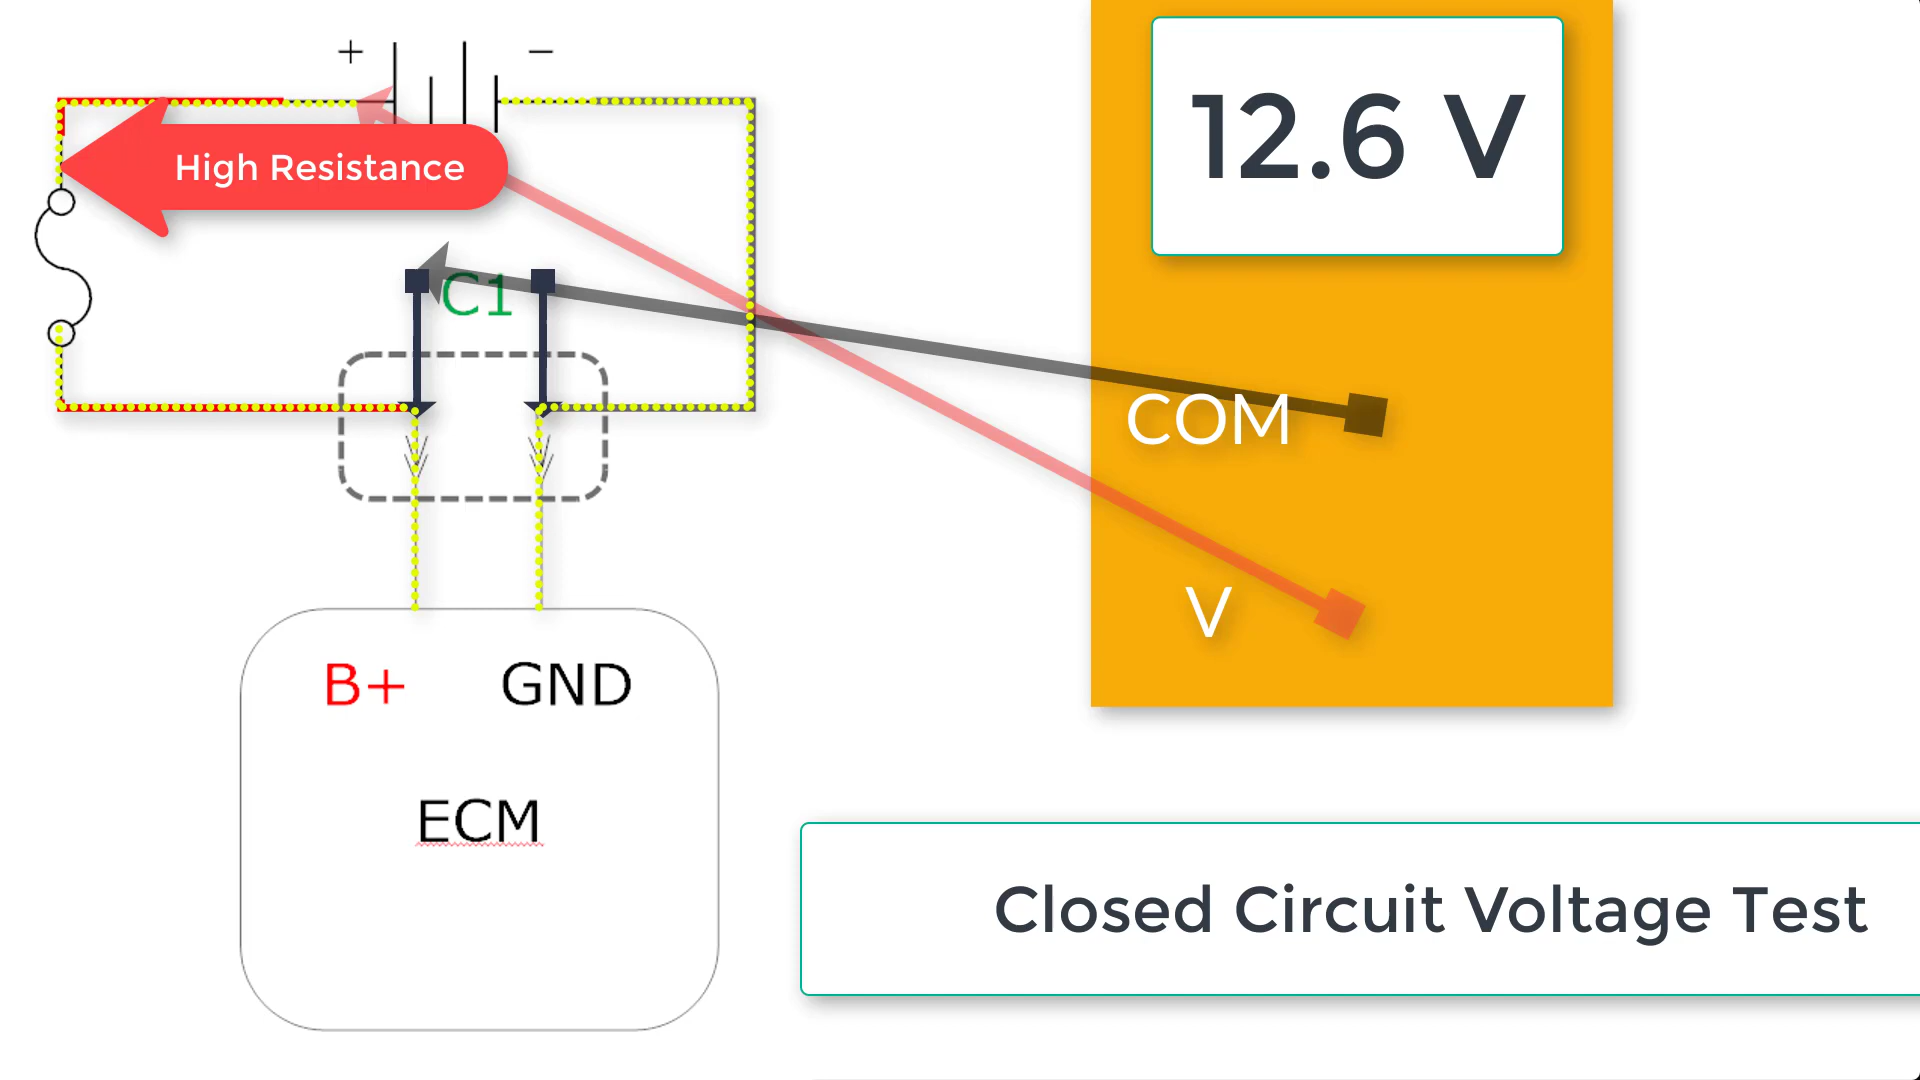 + −
12.6 V
High Resistance
C1
COM
V
B+ GND
ECM
Closed Circuit Voltage Test